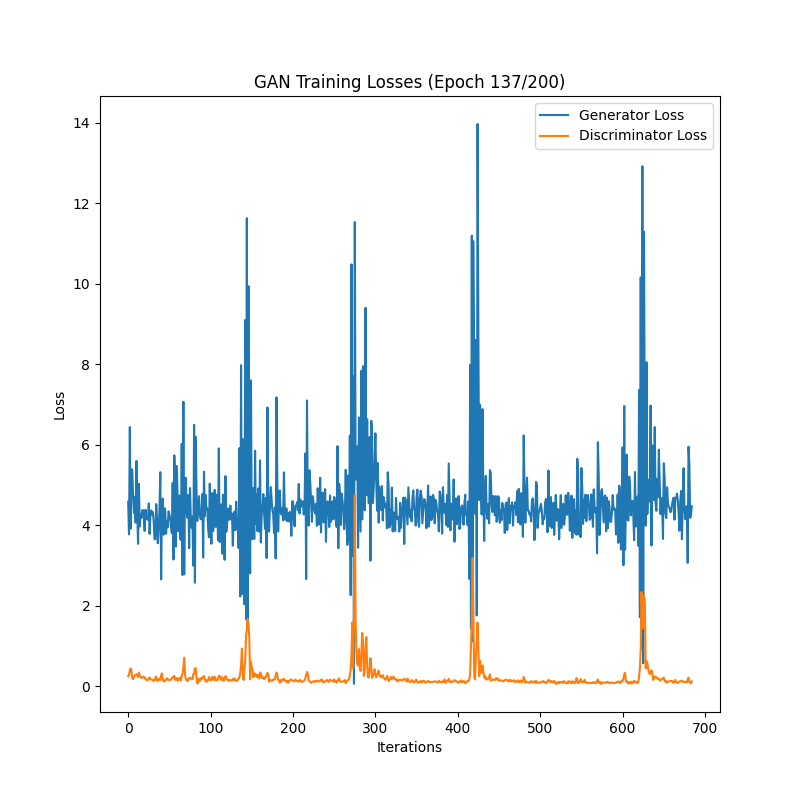 GAN Training Losses (Epoch 137/200)
Generator Loss
Discriminator Loss
Loss
14
12
10
8
6
4
2
0
0 100 200 300 400 500 600 700
Iterations